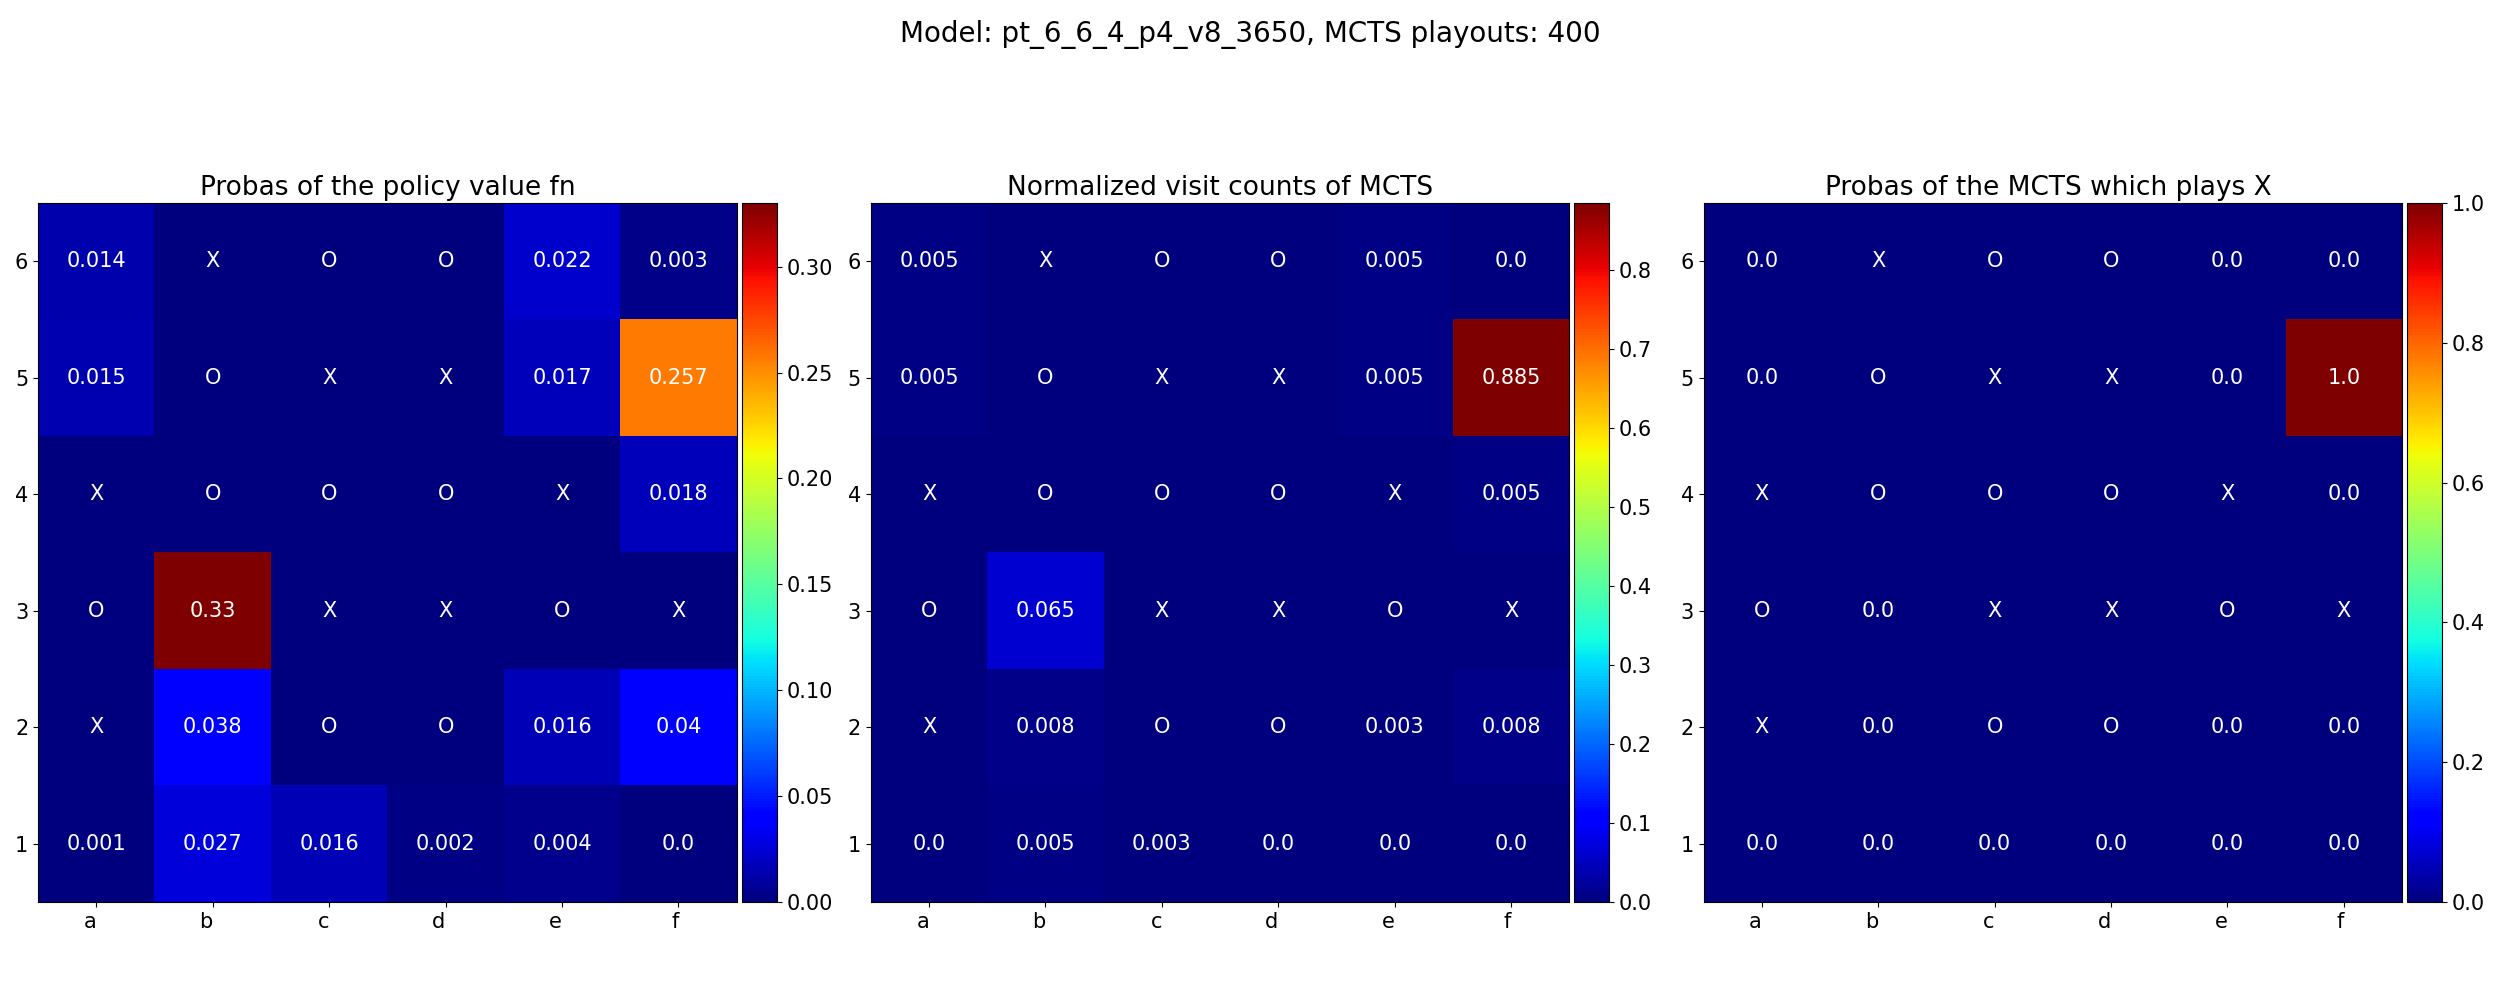 Model: pt_6_6_4_p4_v8_3650, MCTS playouts: 400
Probas of the policy value fn
6 0.014 X O O 0.022 0.003
5 0.015 O X X 0.017 0.257
4 X O O O X 0.018
3 O 0.33 X X O X
2 X 0.038 O O 0.016 0.04
1 0.001 0.027 0.016 0.002 0.004 0.0
a b c d e f
0.30
0.25
0.20
0.15
0.10
0.05
0.00
Normalized visit counts of MCTS
6 0.005 X O O 0.005 0.0
5 0.005 O X X 0.005 0.885
4 X O O O X 0.005
3 O 0.065 X X O X
2 X 0.008 O O 0.003 0.008
1 0.0 0.005 0.003 0.0 0.0 0.0
a b c d e f
0.8
0.7
0.6
0.5
0.4
0.3
0.2
0.1
0.0
Probas of the MCTS which plays X
6 0.0 X O O 0.0 0.0
5 0.0 O X X 0.0 1.0
4 X O O O X 0.0
3 O 0.0 X X O X
2 X 0.0 O O 0.0 0.0
1 0.0 0.0 0.0 0.0 0.0 0.0
a b c d e f
1.0
0.8
0.6
0.4
0.2
0.0